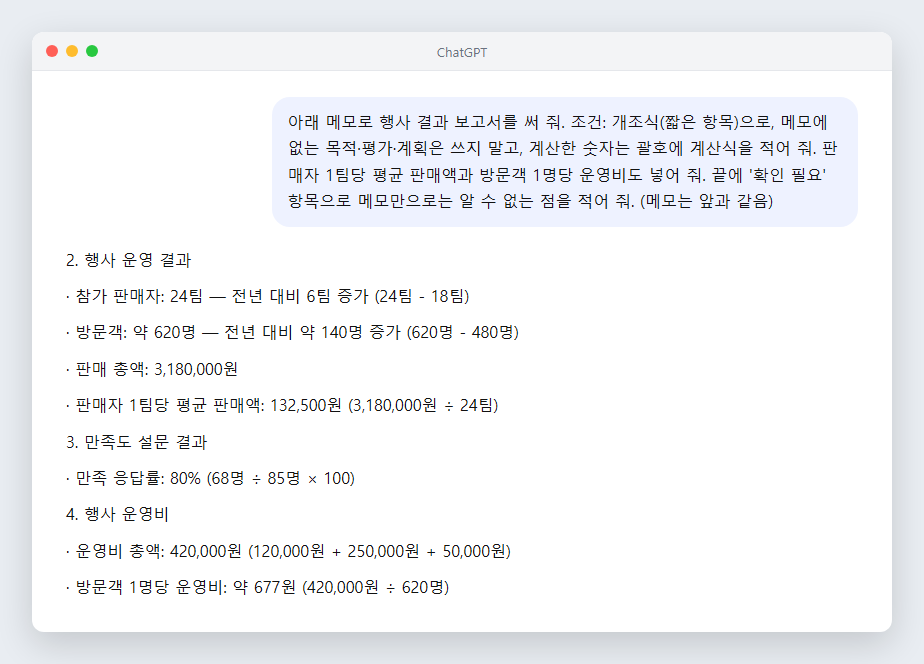 ChatGPT
아래 메모로 행사 결과 보고서를 써 줘. 조건: 개조식(짧은 항목)으로, 메모에
없는 목적·평가·계획은 쓰지 말고, 계산한 숫자는 괄호에 계산식을 적어 줘. 판
매자 1팀당 평균 판매액과 방문객 1명당 운영비도 넣어 줘. 끝에 '확인 필요'
항목으로 메모만으로는 알 수 없는 점을 적어 줘. (메모는 앞과 같음)
2. 행사 운영 결과
· 참가 판매자: 24팀 — 전년 대비 6팀 증가 (24팀 - 18팀)
· 방문객: 약 620명 — 전년 대비 약 140명 증가 (620명 - 480명)
· 판매 총액: 3,180,000원
· 판매자 1팀당 평균 판매액: 132,500원 (3,180,000원 ÷ 24팀)
3. 만족도 설문 결과
· 만족 응답률: 80% (68명 ÷ 85명 × 100)
4. 행사 운영비
· 운영비 총액: 420,000원 (120,000원 + 250,000원 + 50,000원)
· 방문객 1명당 운영비: 약 677원 (420,000원 ÷ 620명)